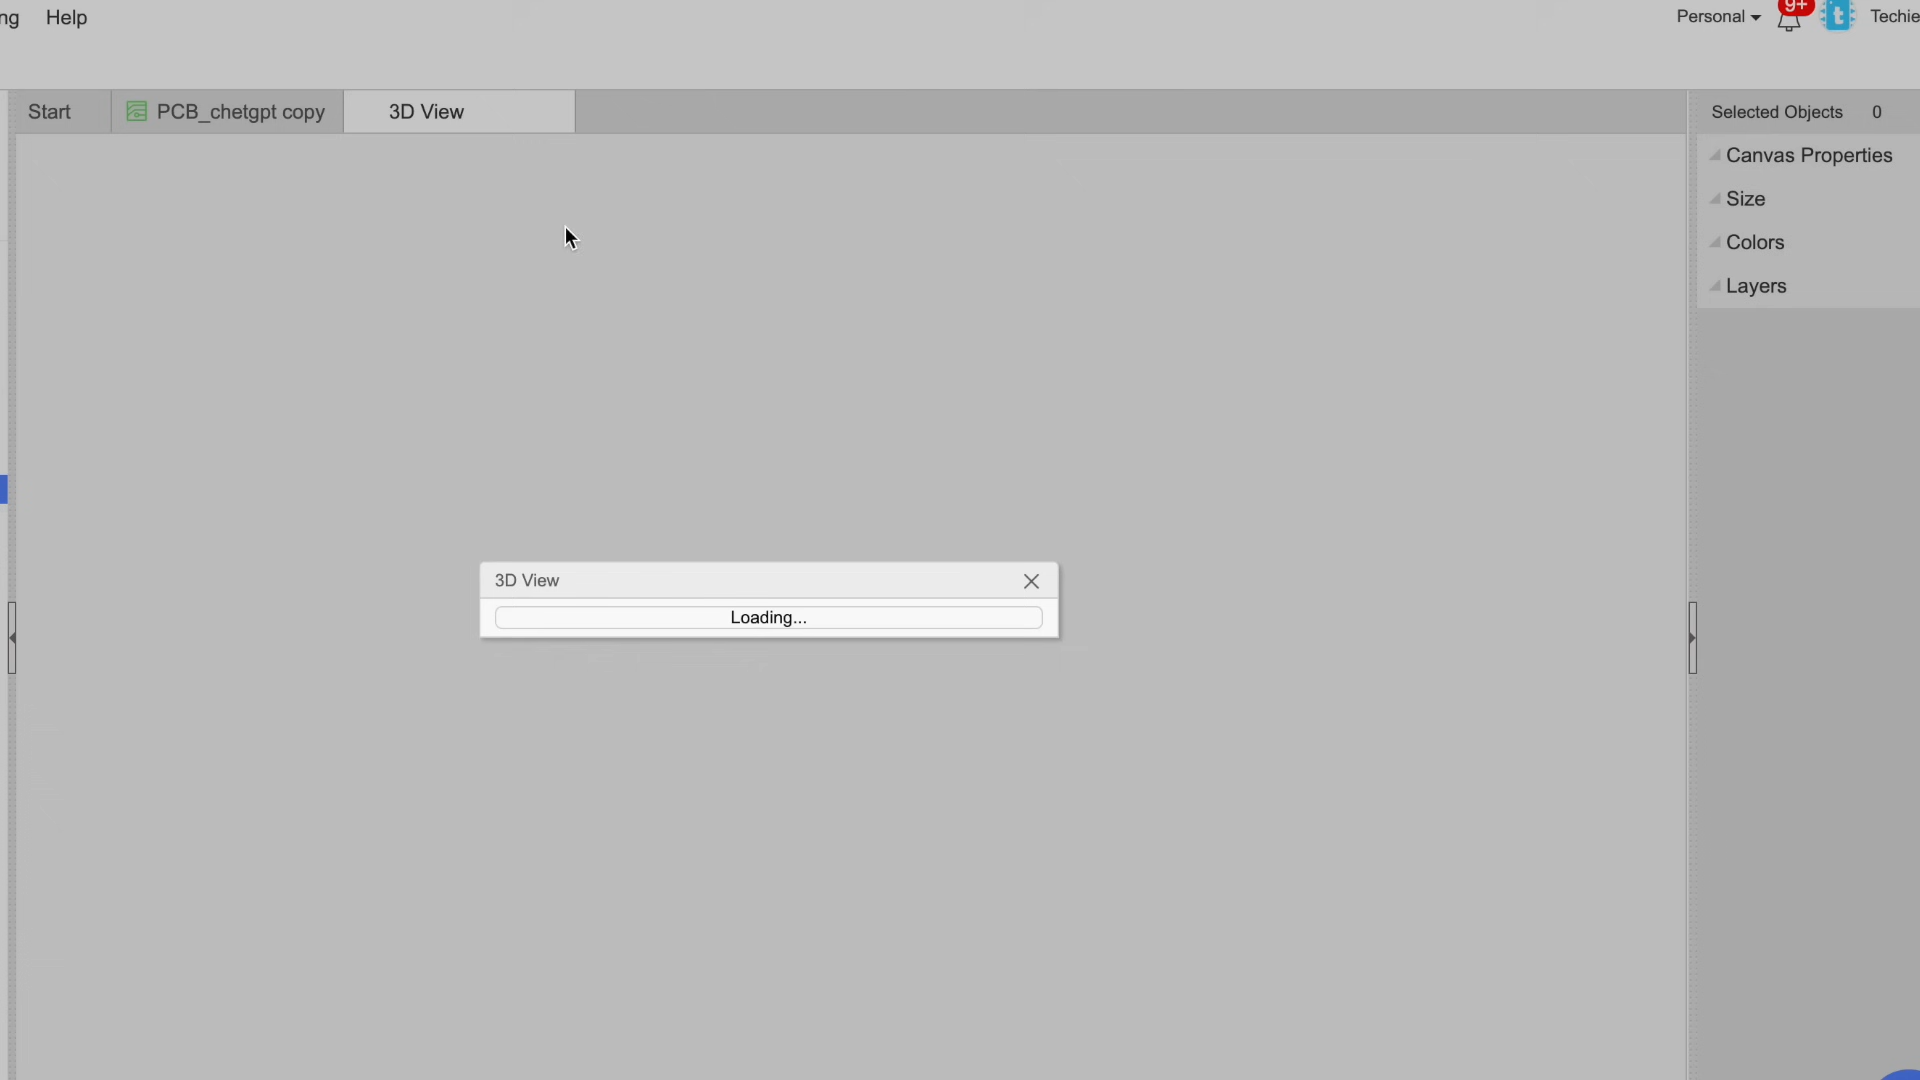 ng Help
Personal 9+ t Techie
Start PCB_chetgpt copy 3D View
Selected Objects 0
Canvas Properties
Size
Colors
Layers
3D View
Loading...